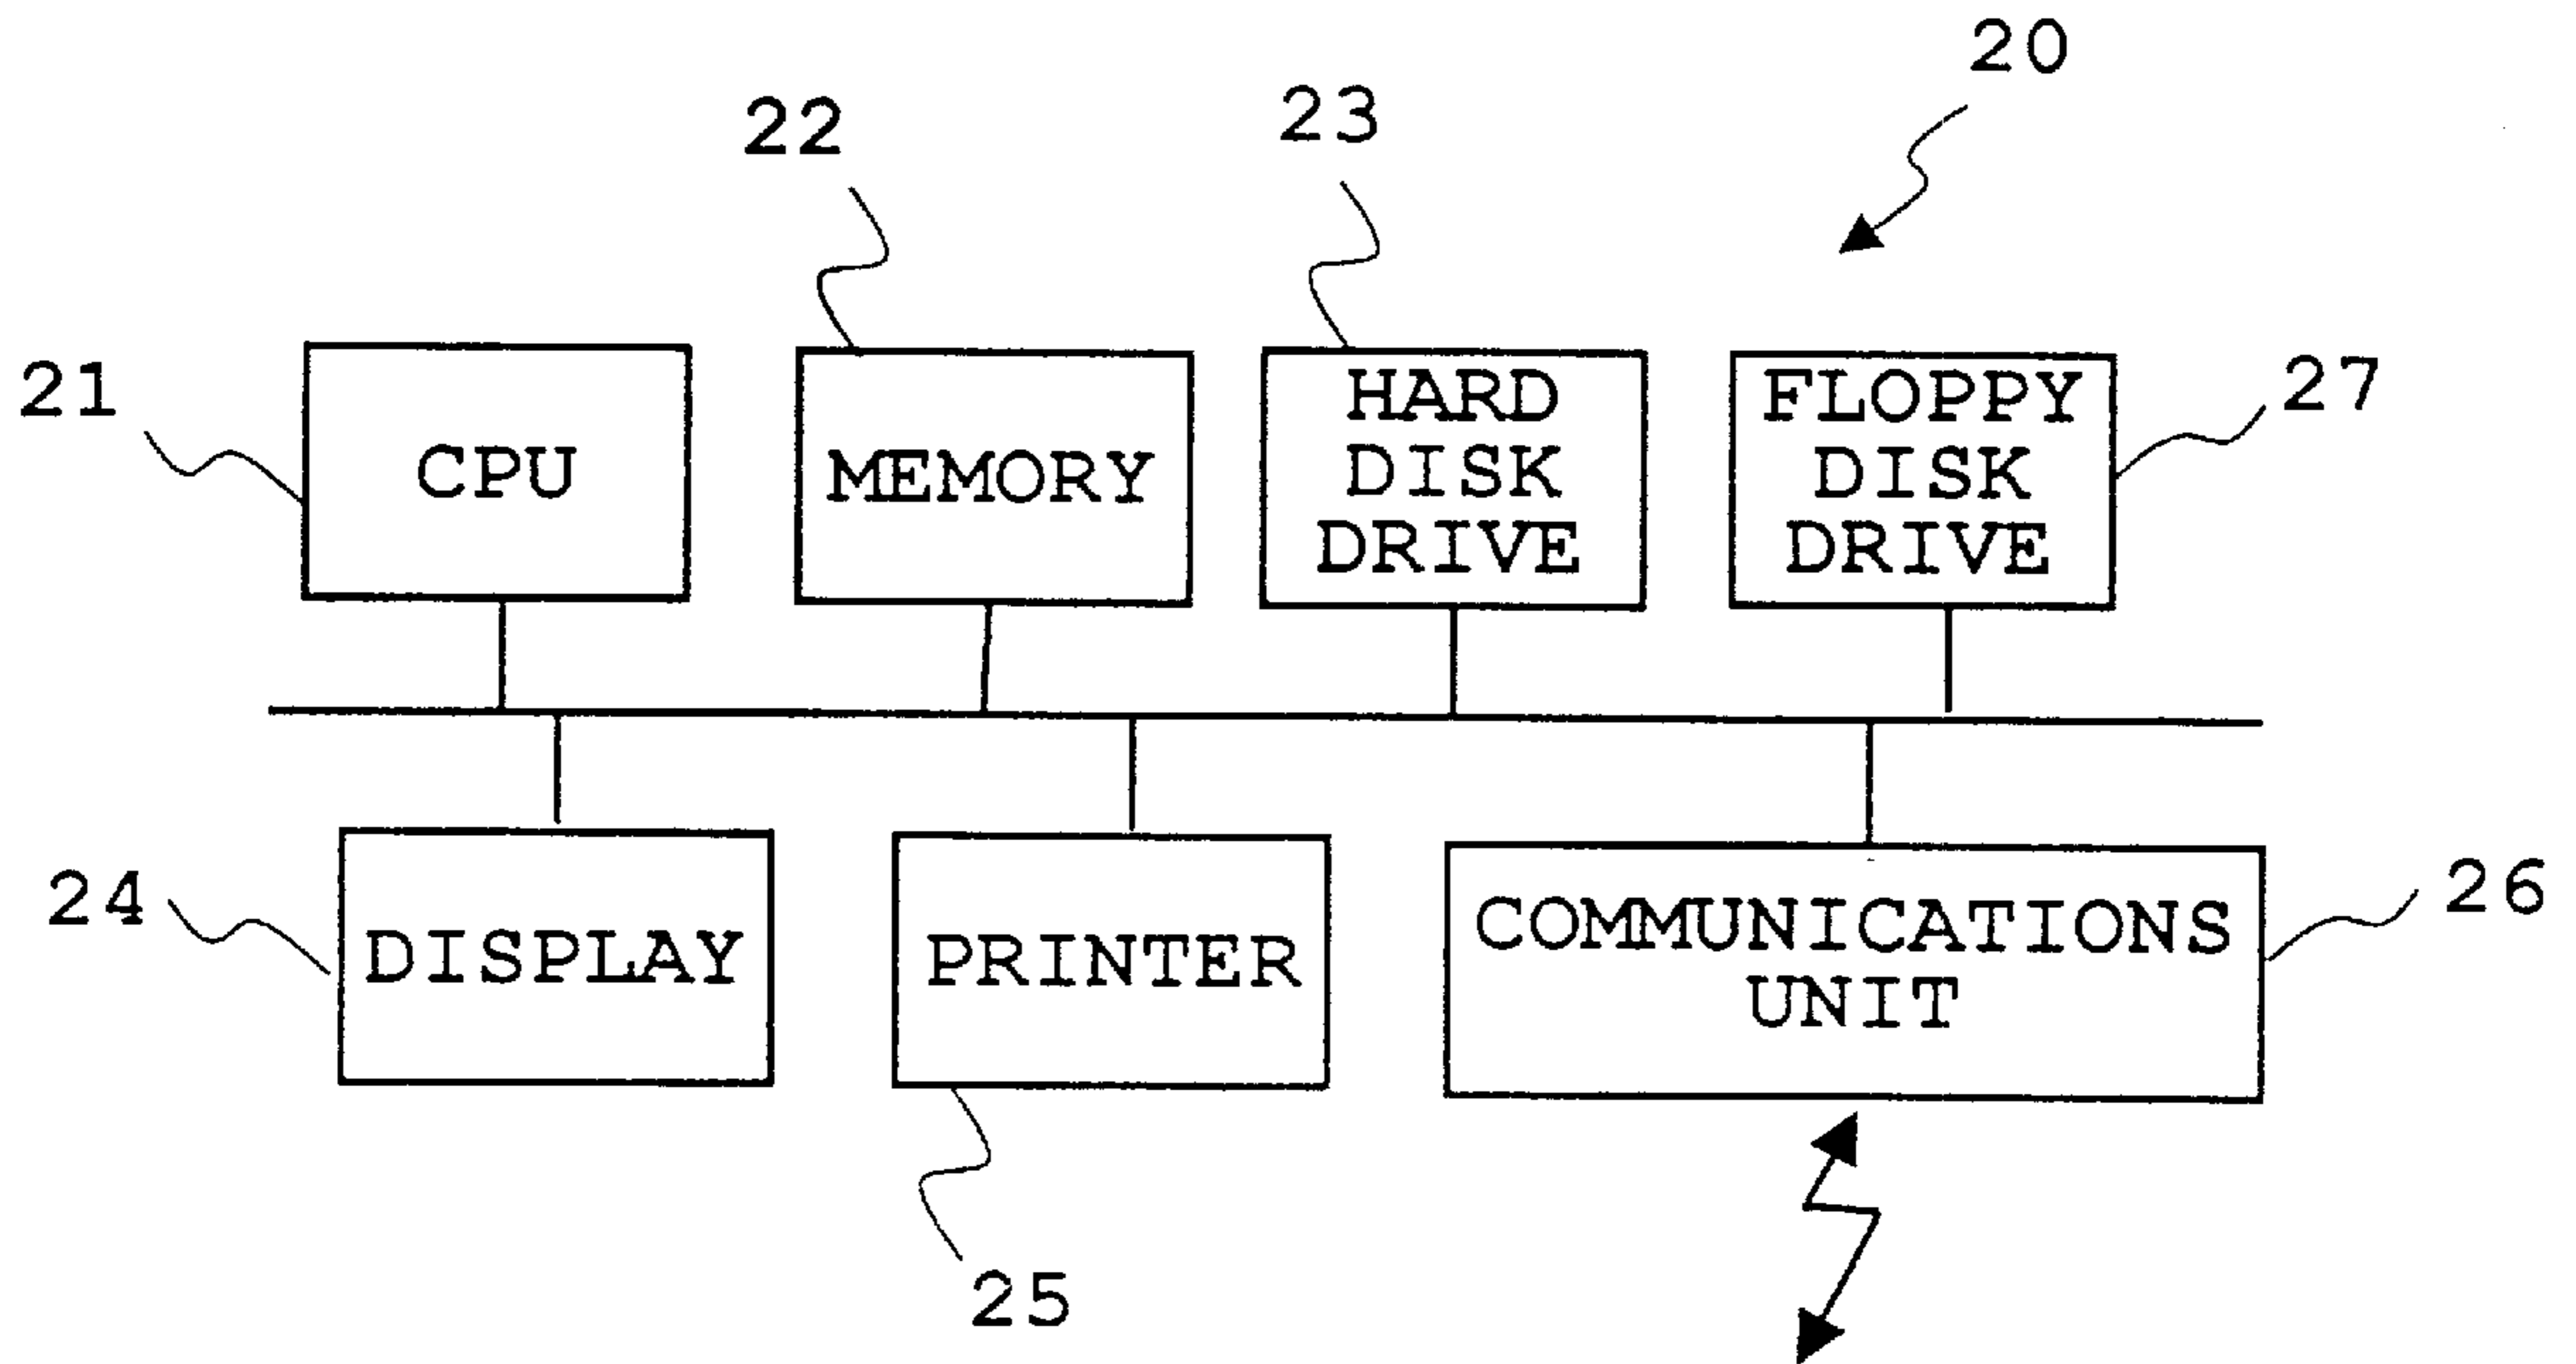 20
22
23
21
27
CPU
MEMORY
HARD
DISK
DRIVE
FLOPPY
DISK
DRIVE
24
26
DISPLAY
PRINTER
COMMUNICATIONS
UNIT
25